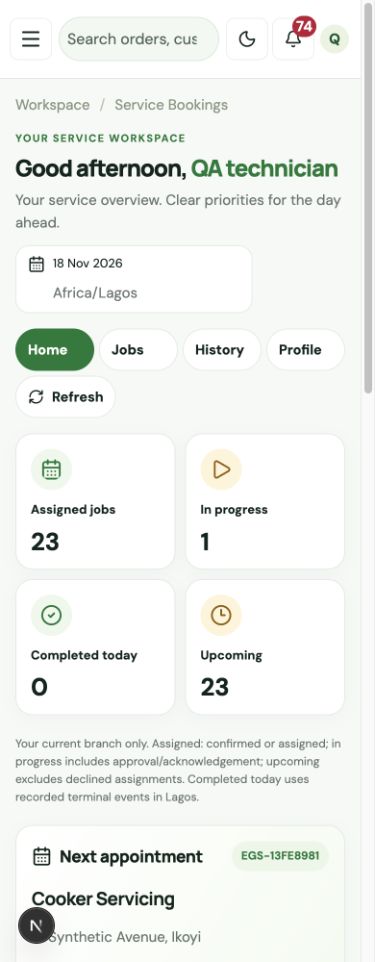 Search orders, cus
74
Q
Workspace / Service Bookings
YOUR SERVICE WORKSPACE
Good afternoon, QA technician
Your service overview. Clear priorities for the day
ahead.
18 Nov 2026
Africa/Lagos
Home Jobs History Profile
Refresh
Assigned jobs
23
In progress
1
Completed today
0
Upcoming
23
Your current branch only. Assigned: confirmed or assigned; in
progress includes approval/acknowledgement; upcoming
excludes declined assignments. Completed today uses
recorded terminal events in Lagos.
Next appointment
EGS-13FE8981
Cooker Servicing
N
Synthetic Avenue, Ikoyi